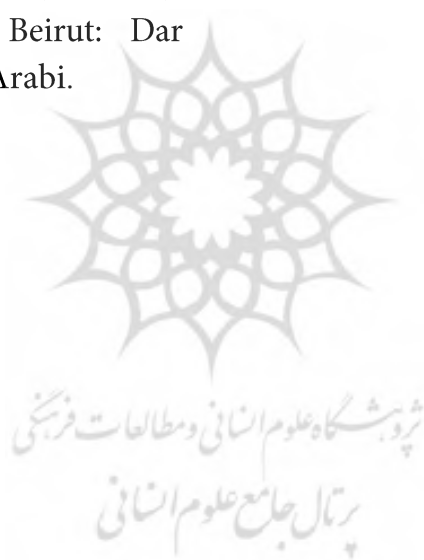 Beirut: Dar
Arabi.
پژوهشگاه علوم انسانی و مطالعات فرهنگی
پرتال جامع علوم انسانی